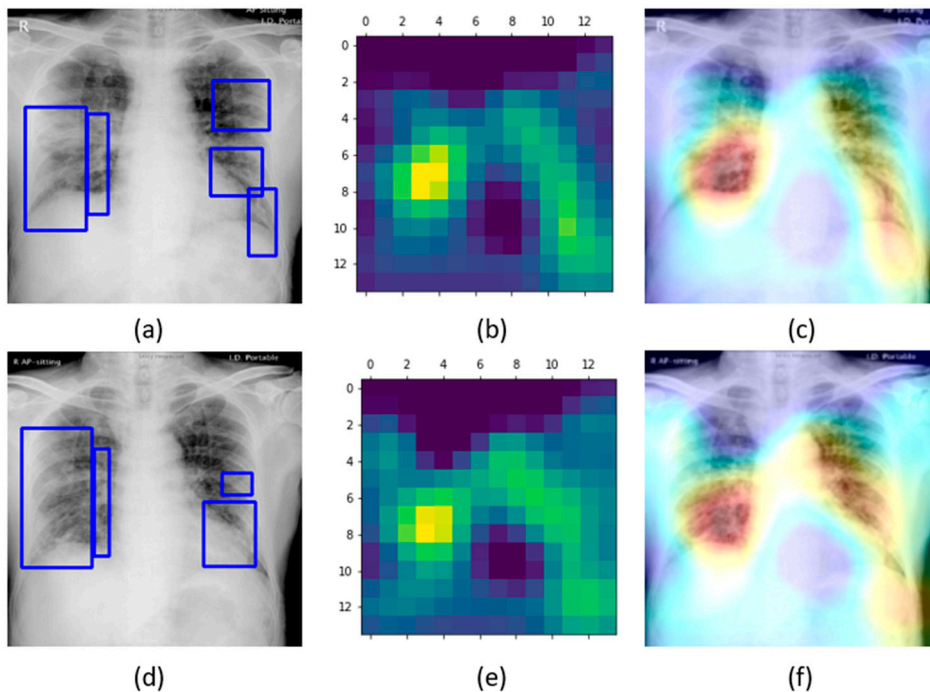 AP Sitting
R
I.D. Portable
0 2 4 6 8 10 12
0
2
4
6
8
10
12
R
I.D. Portable
(a)
(b)
(c)
R AP-sitting
I.D. Portable
0 2 4 6 8 10 12
0
2
4
6
8
10
12
R AP-sitting
I.D. Portable
(d)
(e)
(f)